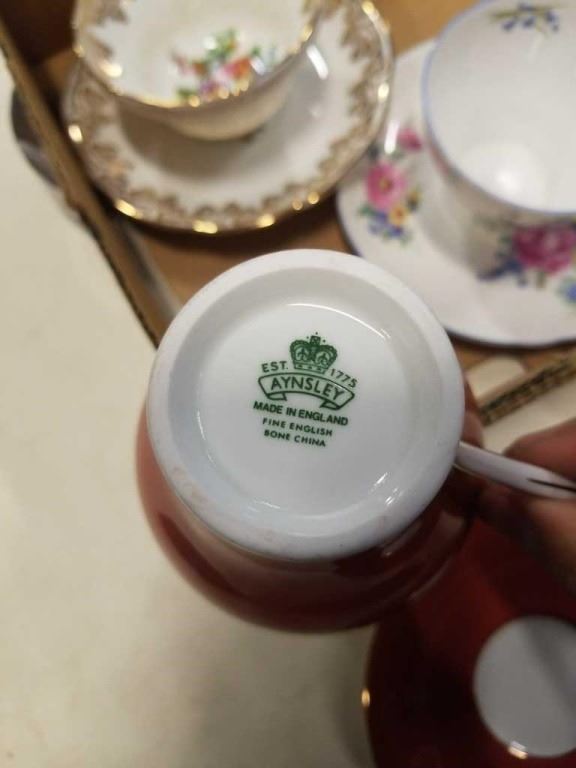 EST. 1775
AYNSLEY
MADE IN ENGLAND
FINE ENGLISH
BONE CHINA